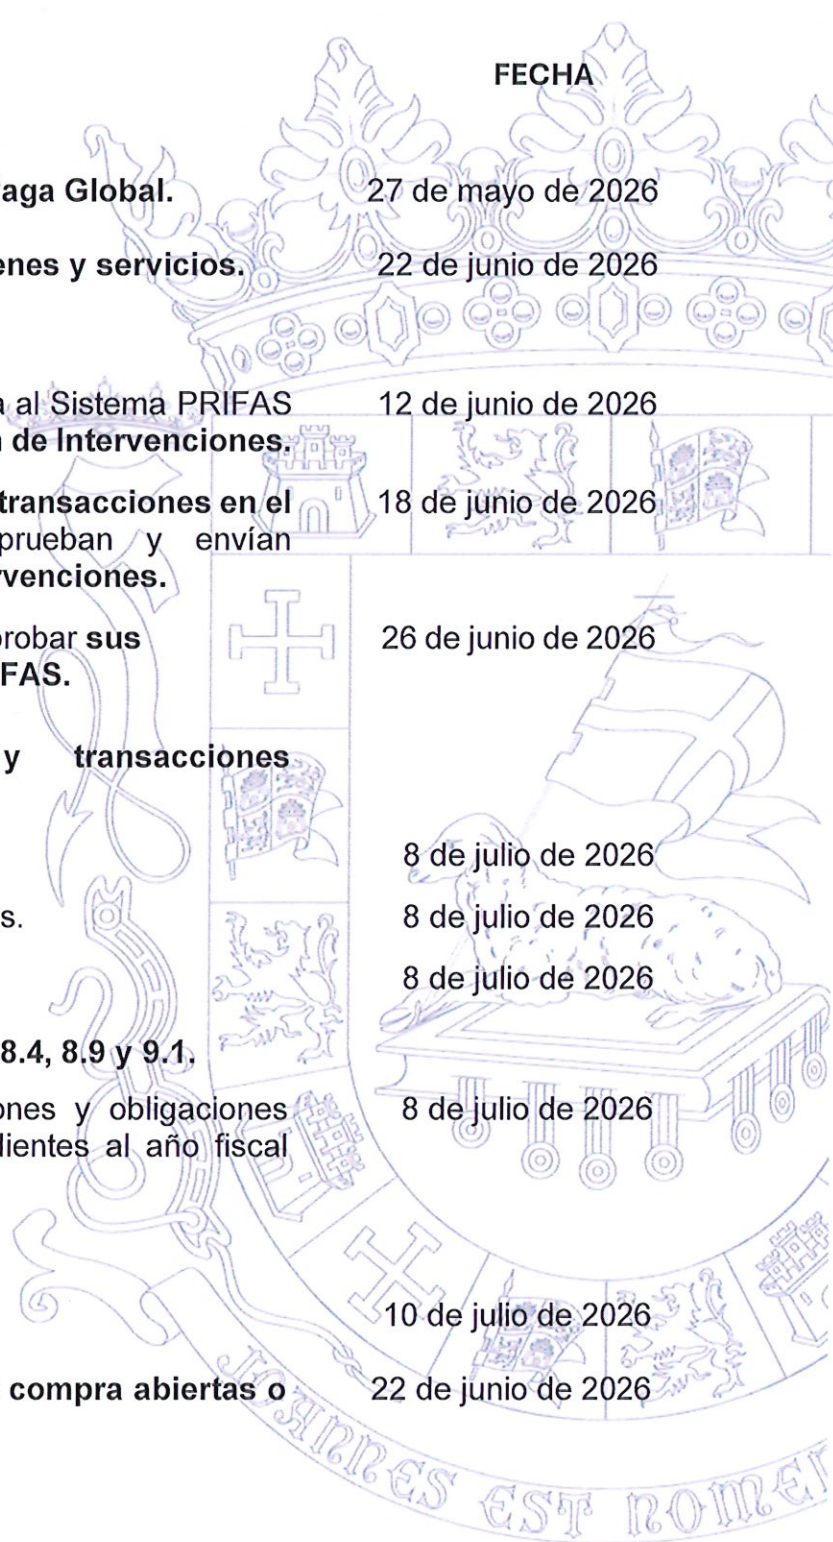 FECHA
aga Global. 27 de mayo de 2026
enes y servicios. 22 de junio de 2026
a al Sistema PRIFAS 12 de junio de 2026
de Intervenciones.
transacciones en el 18 de junio de 2026
prueban y envían
rvenciones.
probar sus 26 de junio de 2026
FAS.
y transacciones
8 de julio de 2026
s. 8 de julio de 2026
8 de julio de 2026
8.4, 8.9 y 9.1.
ones y obligaciones 8 de julio de 2026
dientes al año fiscal
10 de julio de 2026
compra abiertas o 22 de junio de 2026
JOANNES EST NOMEN